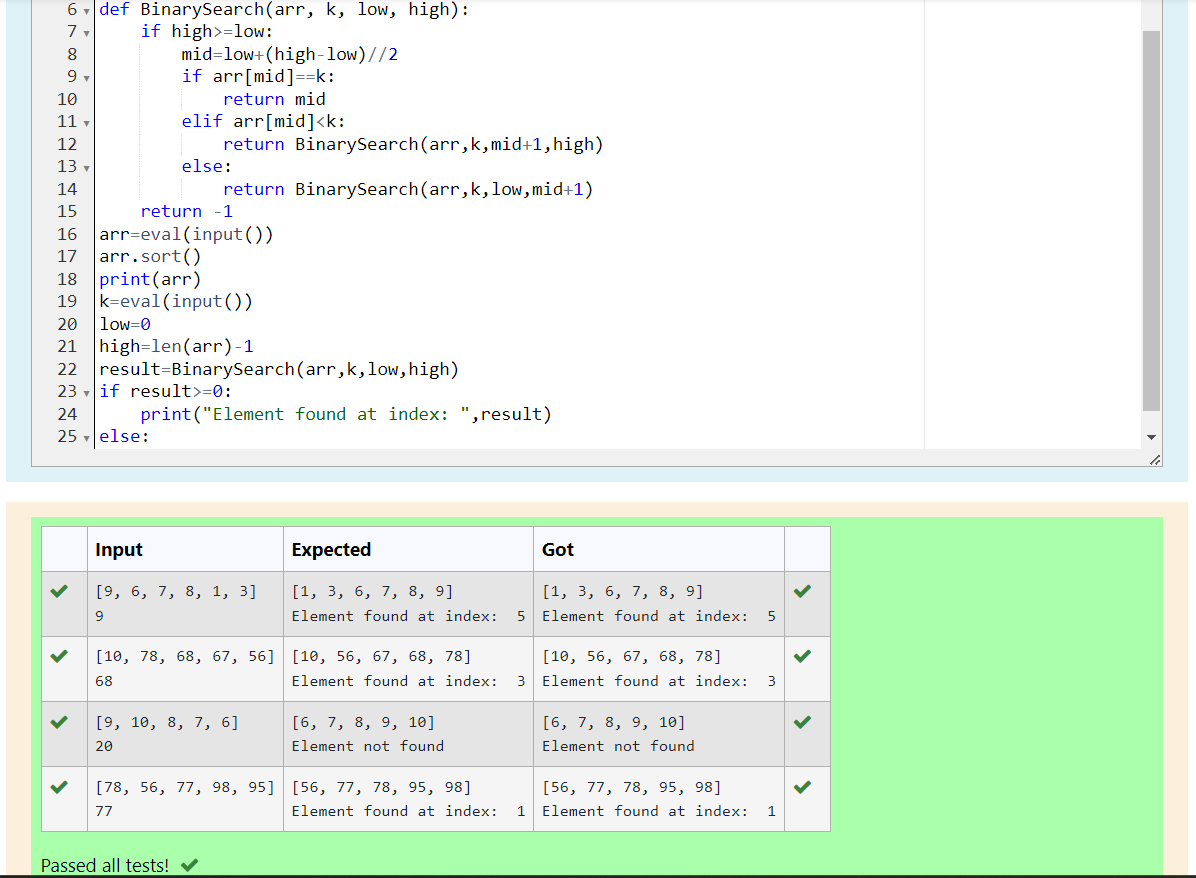 6 def BinarySearch(arr, k, low, high):
7     if high>=low:
8         mid=low+(high-low)//2
9         if arr[mid]==k:
10             return mid
11         elif arr[mid]<k:
12             return BinarySearch(arr,k,mid+1,high)
13         else:
14             return BinarySearch(arr,k,low,mid+1)
15     return -1
16 arr=eval(input())
17 arr.sort()
18 print(arr)
19 k=eval(input())
20 low=0
21 high=len(arr)-1
22 result=BinarySearch(arr,k,low,high)
23 if result>=0:
24     print("Element found at index: ",result)
25 else:
Input Expected Got
[9, 6, 7, 8, 1, 3] [1, 3, 6, 7, 8, 9] [1, 3, 6, 7, 8, 9]
9 Element found at index:  5 Element found at index:  5
[10, 78, 68, 67, 56] [10, 56, 67, 68, 78] [10, 56, 67, 68, 78]
68 Element found at index:  3 Element found at index:  3
[9, 10, 8, 7, 6] [6, 7, 8, 9, 10] [6, 7, 8, 9, 10]
20 Element not found Element not found
[78, 56, 77, 98, 95] [56, 77, 78, 95, 98] [56, 77, 78, 95, 98]
77 Element found at index:  1 Element found at index:  1
Passed all tests!